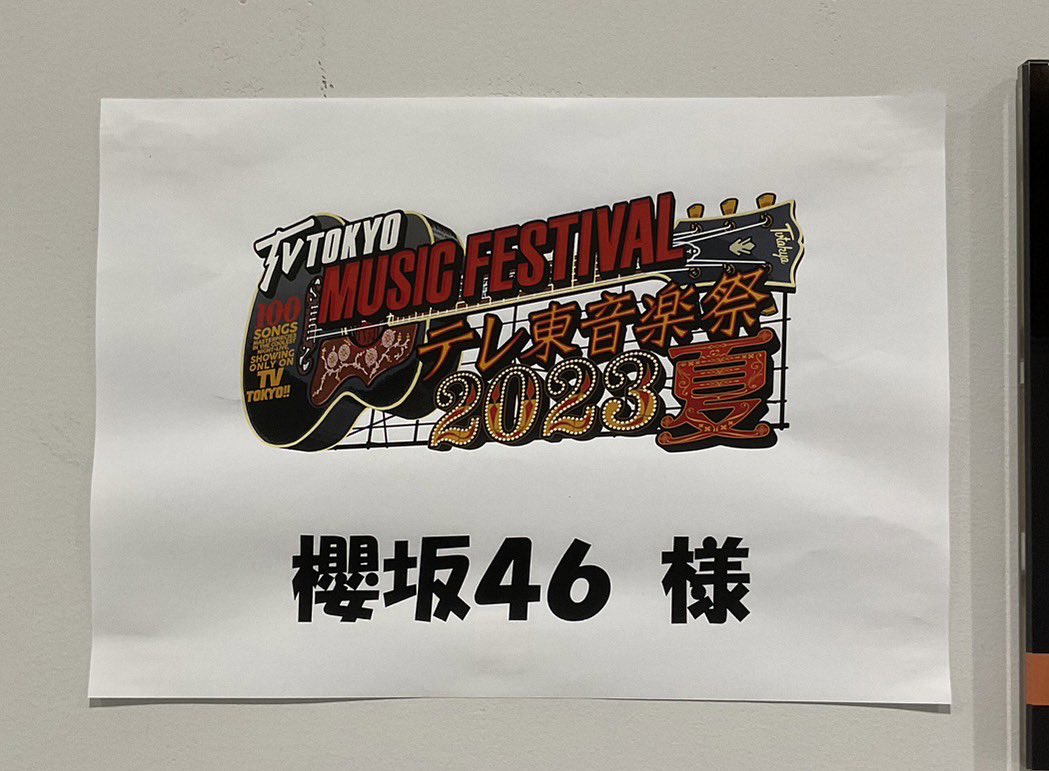 TV TOKYO
MUSIC FESTIVAL
Totakuya
100
SONGS
SHOWING
ONLY ON
TV
TOKYO!!
テレ東音楽祭
2023夏
櫻坂46 様